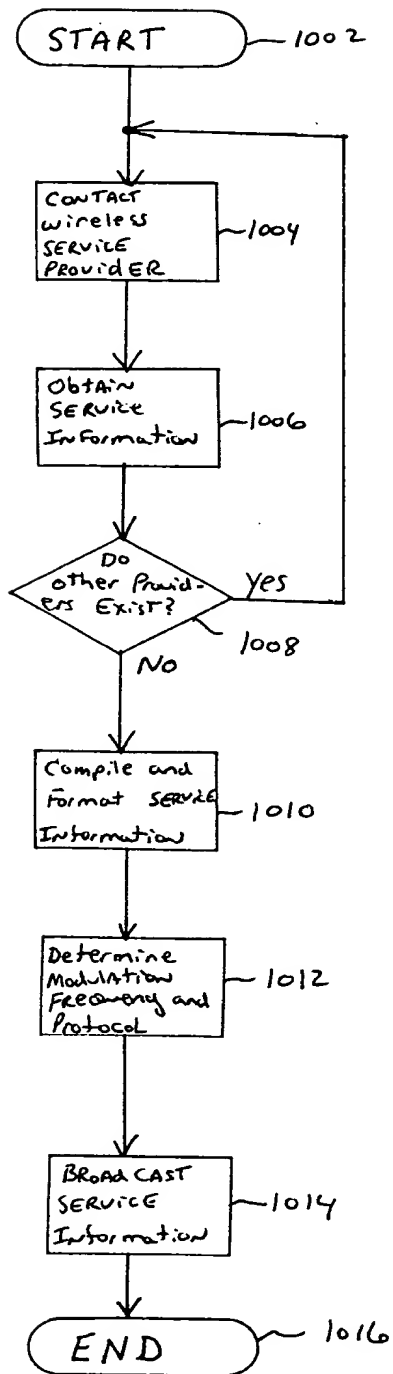 START
1002
CONTACT
wireless
SERVICE
PROVIDER
1004
Obtain
SERVICE
Information
1006
Do
other Provid-
ers Exist?
yes
1008
No
Compile and
Format SERVICE
Information
1010
Determine
Modulation
Frequency and
Protocol
1012
BROADCAST
SERVICE
Information
1014
END
1016